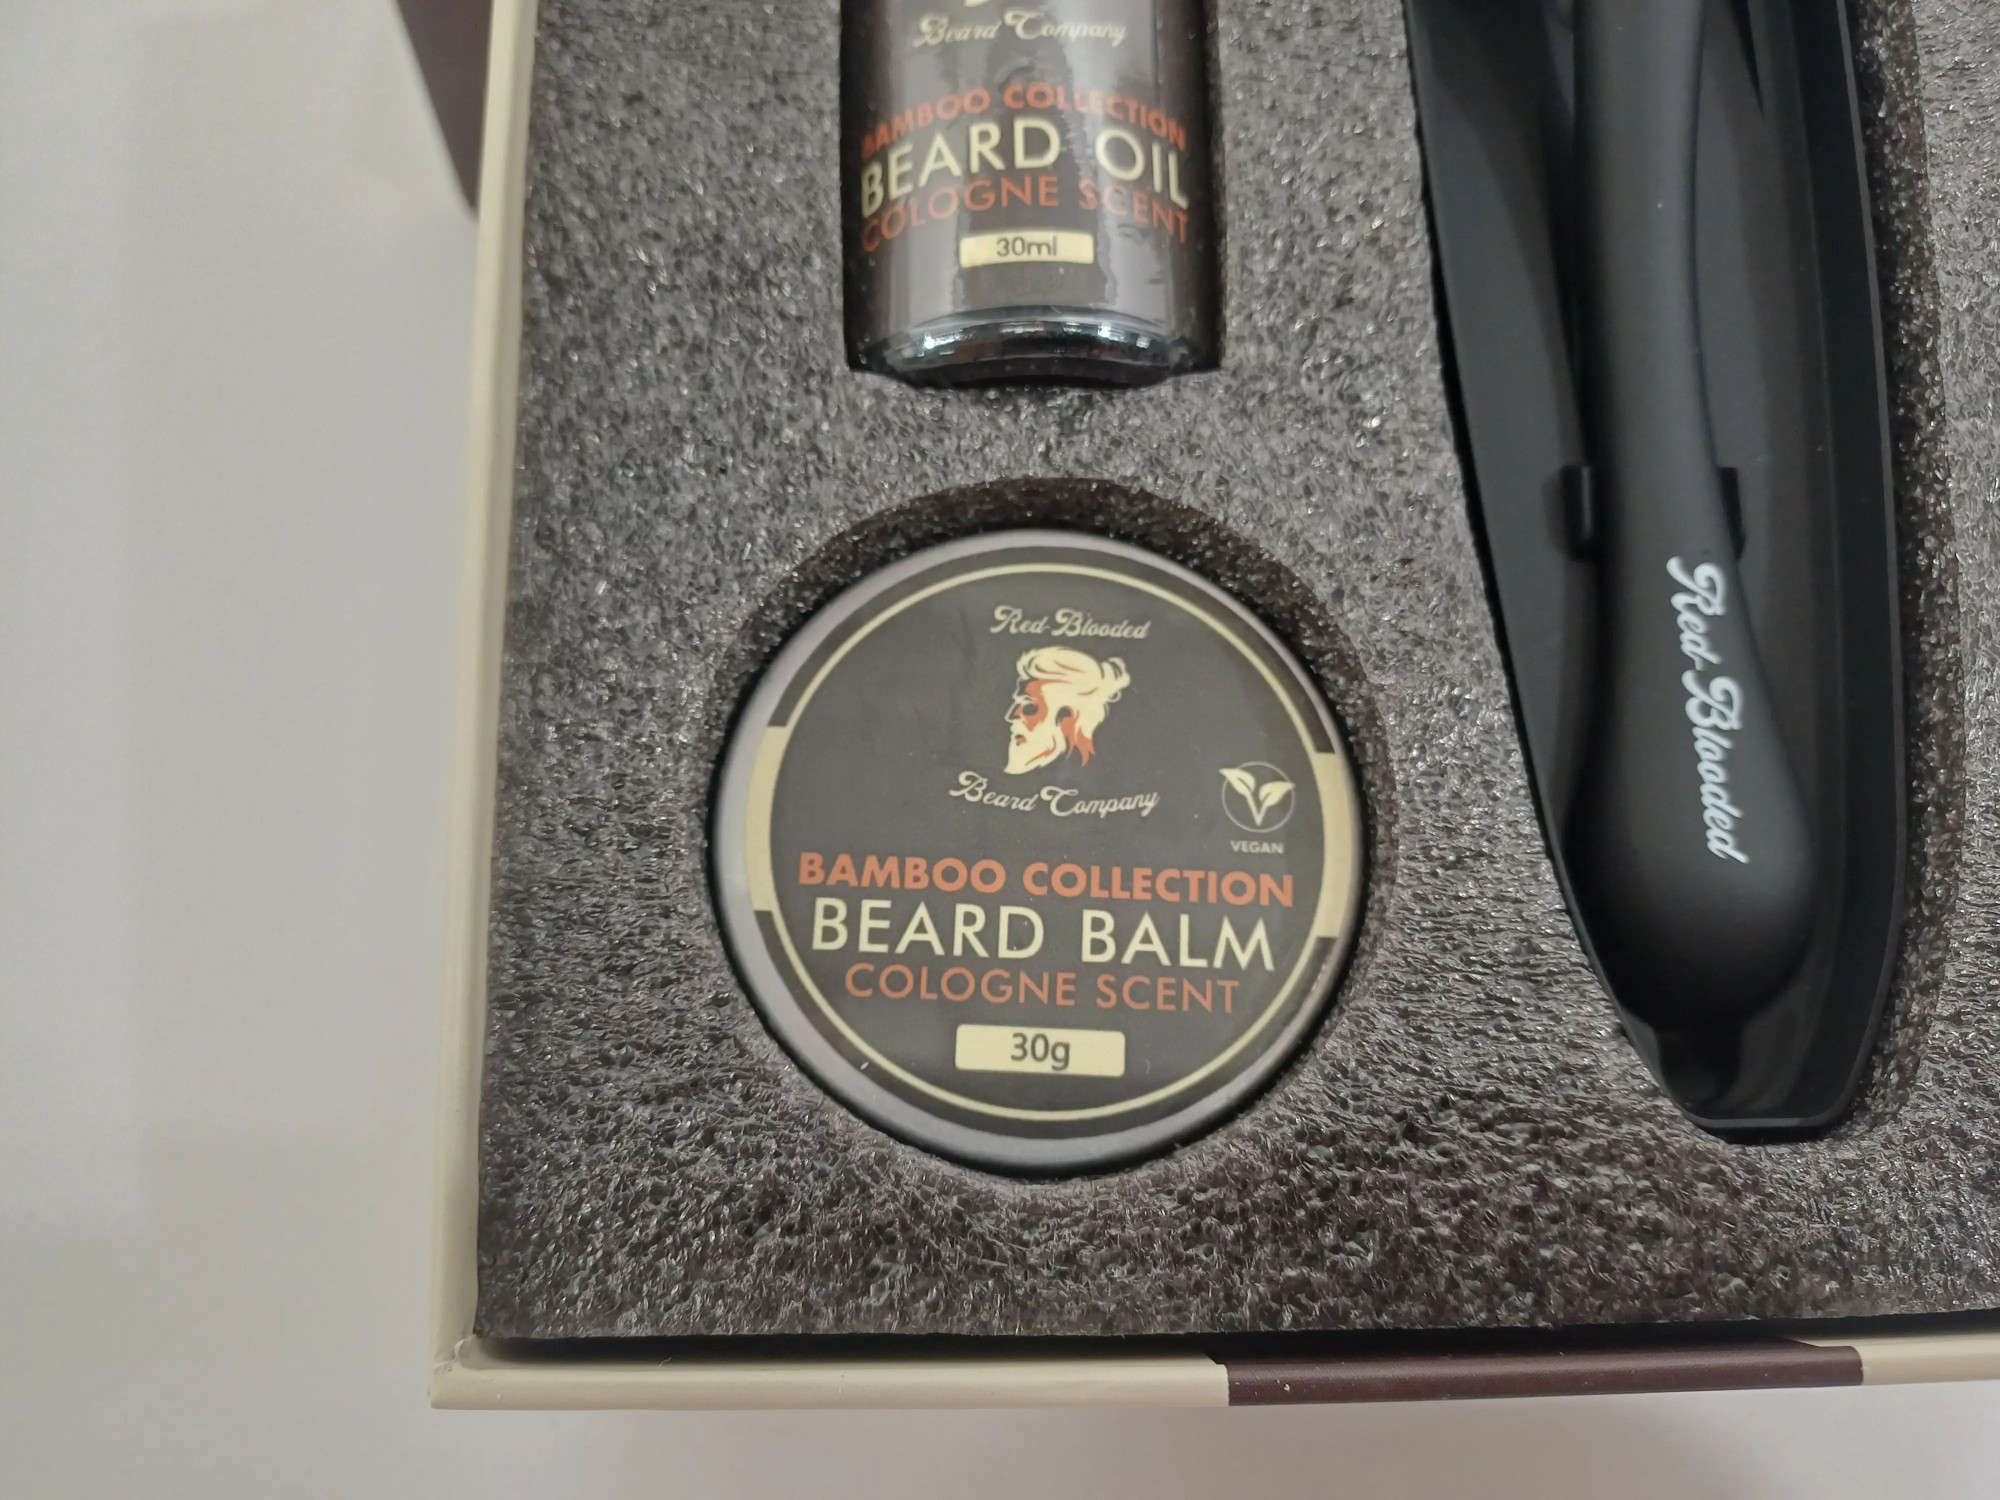 Beard Company
BAMBOO COLLECTION
BEARD OIL
COLOGNE SCENT
30ml
Red-Blooded
Beard Company
VEGAN
BAMBOO COLLECTION
BEARD BALM
COLOGNE SCENT
30g
Red-Blooded